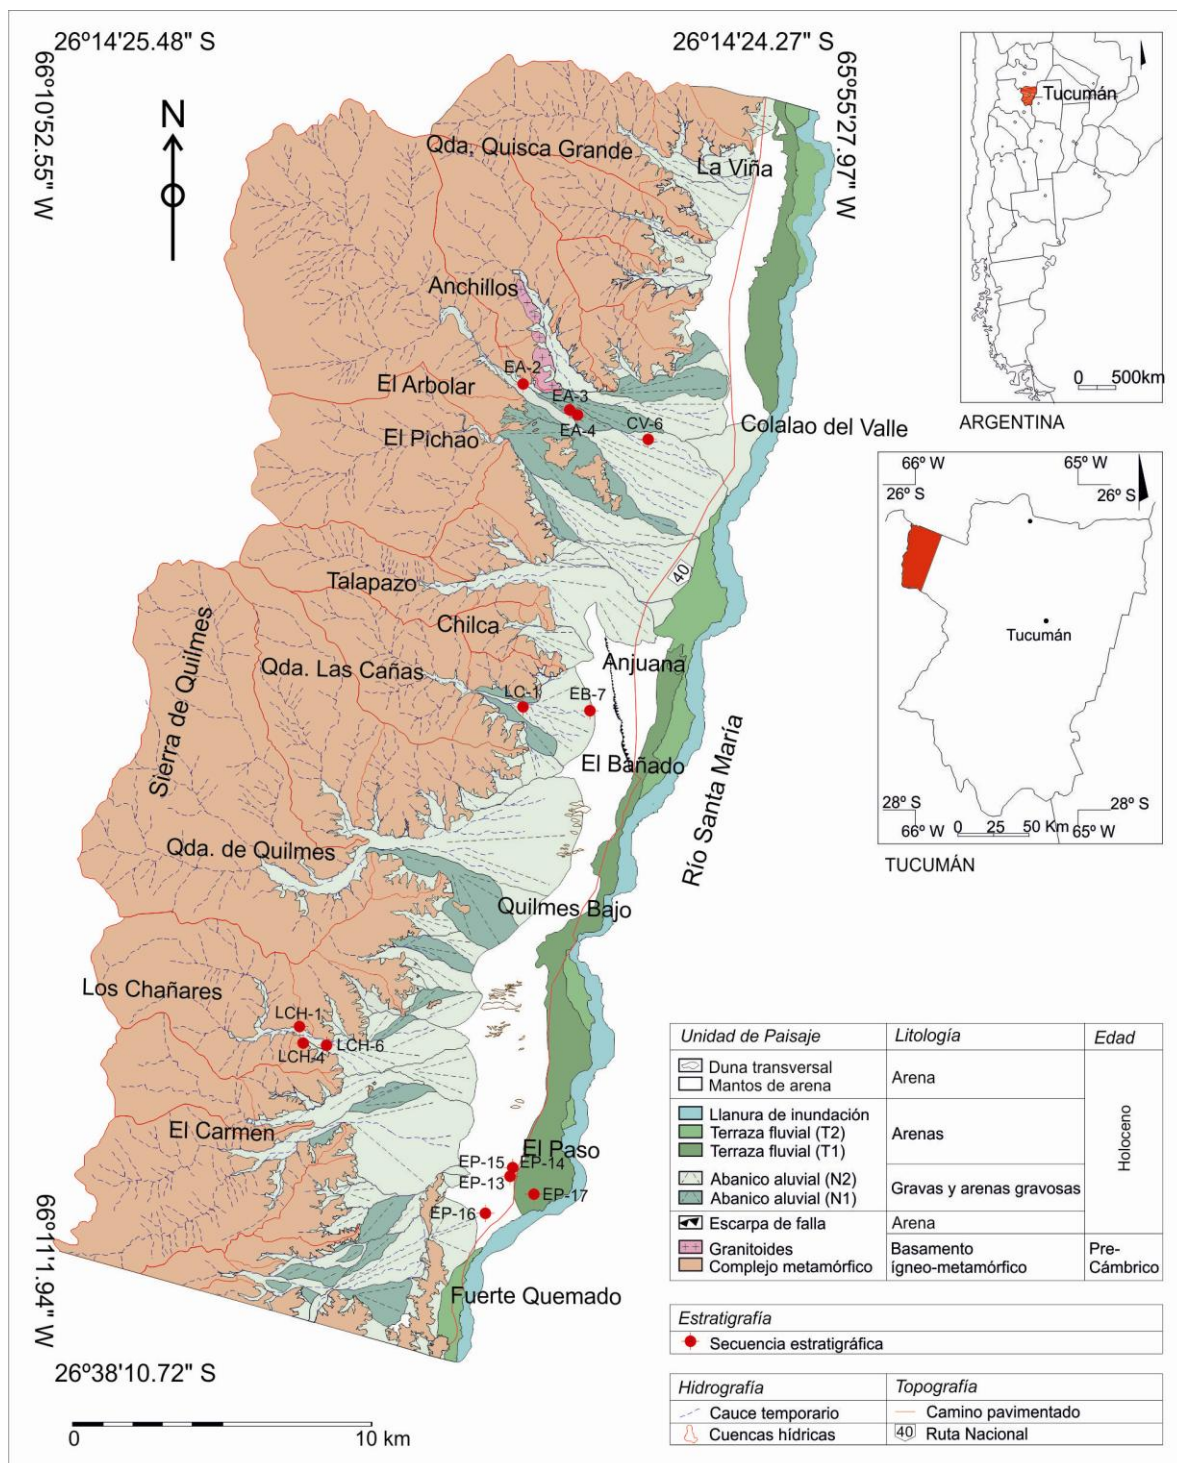 26º14'25.48" S
26º14'24.27" S
66º10'52.55" W
65º55'27.97" W
N
Qda. Quisca Grande
La Viña
Anchillos
EA-2
El Arbolar
EA-3
EA-4
CV-6
Colalao del Valle
El Pichao
Talapazo
40
Chilca
Sierra de Quilmes
Anjuana
Qda. Las Cañas
LC-1
EB-7
El Bañado
Río Santa María
Qda. de Quilmes
Quilmes Bajo
Los Chañares
LCH-1
LCH-4
LCH-6
El Carmen
El Paso
EP-15
EP-14
EP-13
EP-17
EP-16
Fuerte Quemado
66º11'1.94" W
26º38'10.72" S
0 10 km
Tucumán
0 500km
ARGENTINA
66º W
65º W
26º S
26º S
Tucumán
28º S
28º S
66º W
65º W
0 25 50 Km
TUCUMÁN
Unidad de Paisaje Litología Edad
Duna transversal
Mantos de arena
Arena
Llanura de inundación
Terraza fluvial (T2)
Terraza fluvial (T1)
Arenas
Holoceno
Abanico aluvial (N2)
Abanico aluvial (N1)
Gravas y arenas gravosas
Escarpa de falla
Arena
Granitoides
Complejo metamórfico
Basamento
ígneo-metamórfico
Pre-
Cámbrico
Estratigrafía
Secuencia estratigráfica
Hidrografía
Topografía
Cauce temporario
Camino pavimentado
Cuencas hídricas
40 Ruta Nacional